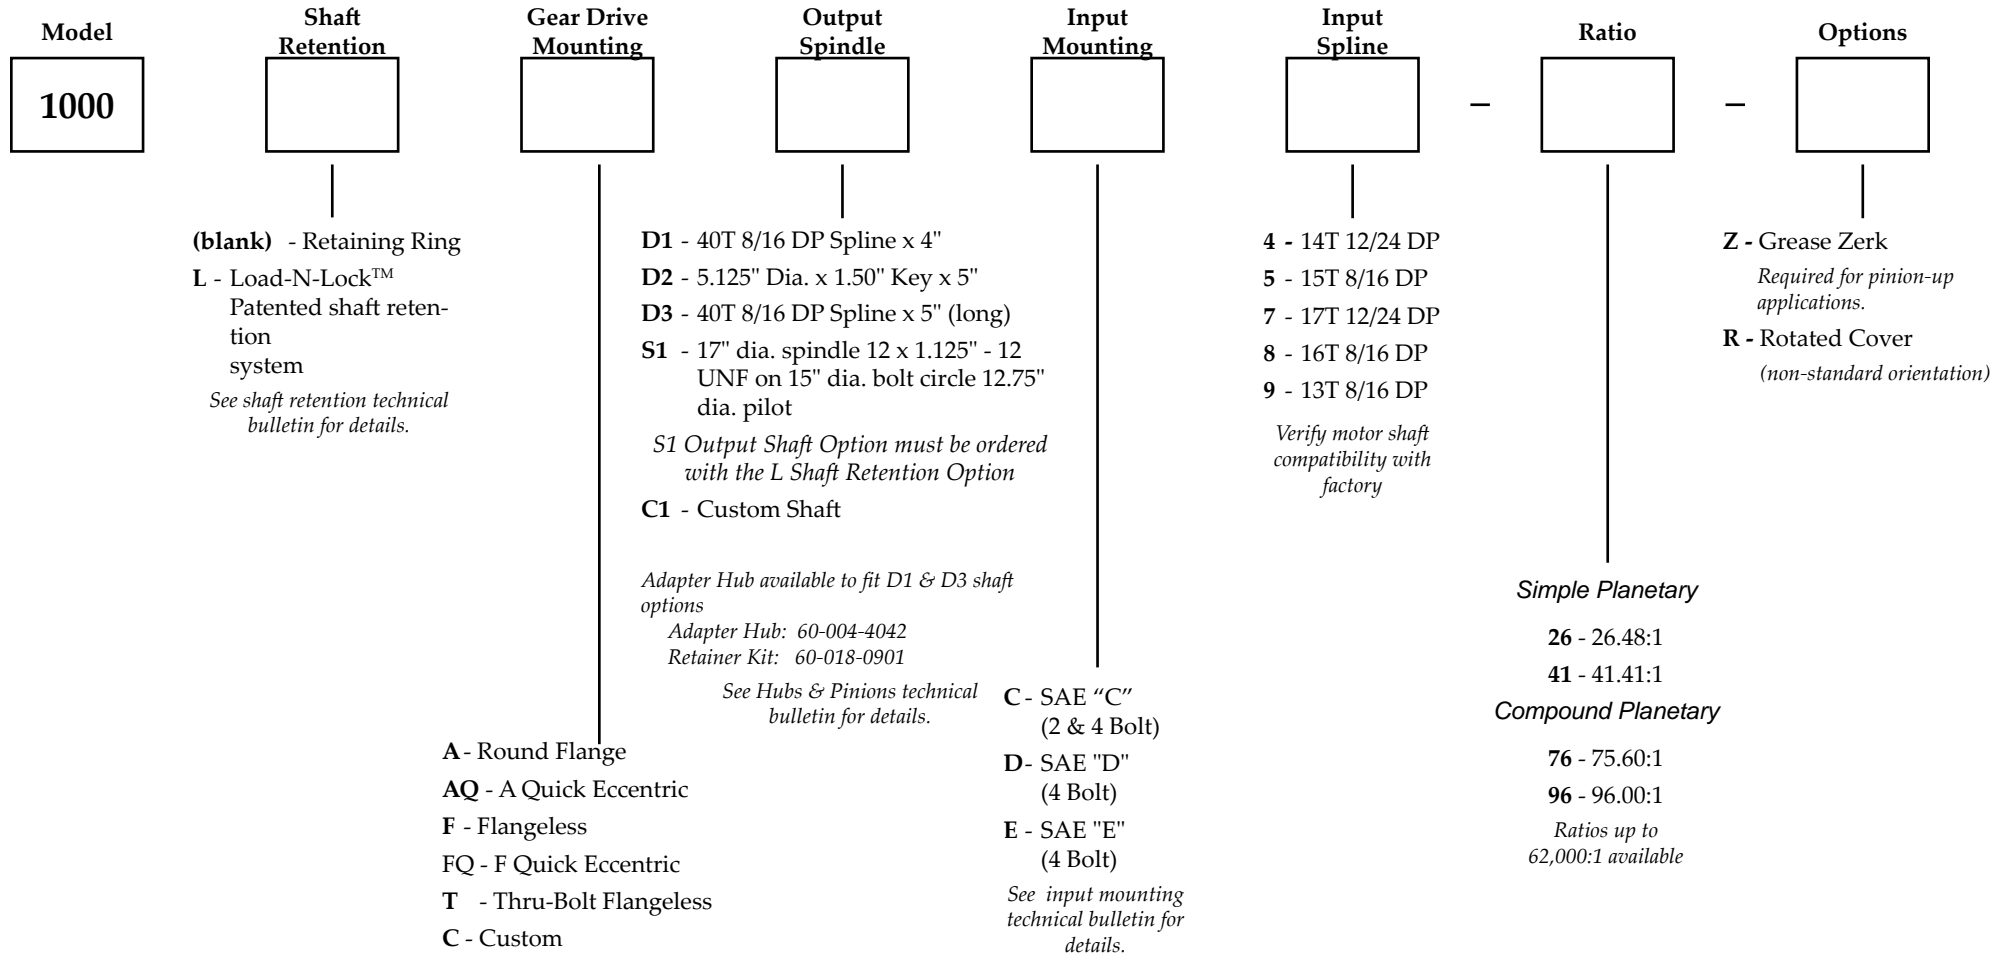 Model
1000
Shaft
Retention
(blank) - Retaining Ring
L - Load-N-Lock™
Patented shaft reten-
tion
system
See shaft retention technical
bulletin for details.
Gear Drive
Mounting
A - Round Flange
AQ - A Quick Eccentric
F - Flangeless
FQ - F Quick Eccentric
T - Thru-Bolt Flangeless
C - Custom
Output
Spindle
D1 - 40T 8/16 DP Spline x 4"
D2 - 5.125" Dia. x 1.50" Key x 5"
D3 - 40T 8/16 DP Spline x 5" (long)
S1 - 17" dia. spindle 12 x 1.125" - 12
UNF on 15" dia. bolt circle 12.75"
dia. pilot
S1 Output Shaft Option must be ordered
with the L Shaft Retention Option
C1 - Custom Shaft
Adapter Hub available to fit D1 & D3 shaft
options
Adapter Hub: 60-004-4042
Retainer Kit: 60-018-0901
See Hubs & Pinions technical
bulletin for details.
Input
Mounting
C - SAE “C”
(2 & 4 Bolt)
D - SAE "D"
(4 Bolt)
E - SAE "E"
(4 Bolt)
See input mounting
technical bulletin for
details.
Input
Spline
4 - 14T 12/24 DP
5 - 15T 8/16 DP
7 - 17T 12/24 DP
8 - 16T 8/16 DP
9 - 13T 8/16 DP
Verify motor shaft
compatibility with
factory
–
Ratio
Simple Planetary
26 - 26.48:1
41 - 41.41:1
Compound Planetary
76 - 75.60:1
96 - 96.00:1
Ratios up to
62,000:1 available
–
Options
Z - Grease Zerk
Required for pinion-up
applications.
R - Rotated Cover
(non-standard orientation)